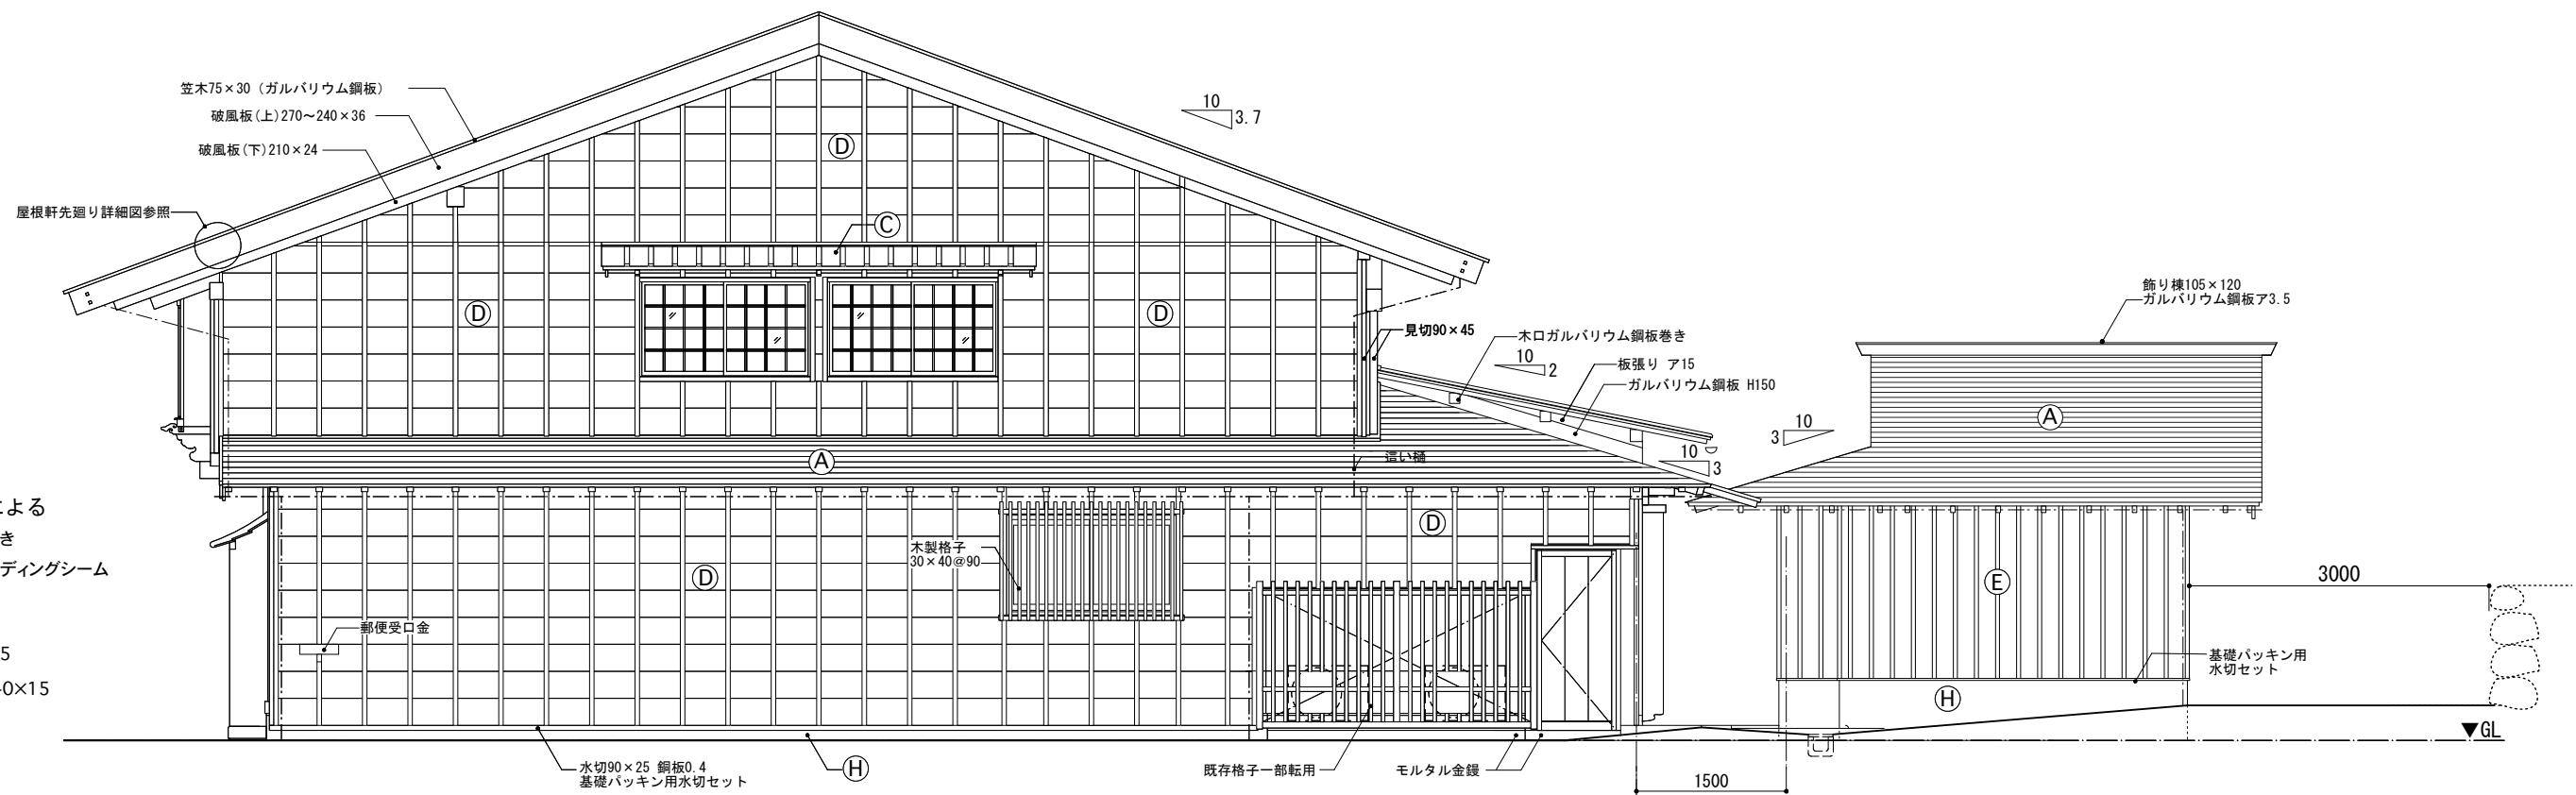 笠木75×30（ガルバリウム鋼板）
破風板(上)270～240×36
破風板(下)210×24
屋根軒先廻り詳細図参照
10
3.7
D
C
D
D
飾り棟105×120
ガルバリウム鋼板ア3.5
見切90×45
木口ガルバリウム鋼板巻き
10
2
板張り ア15
ガルバリウム鋼板 H150
10
3
A
A
這い樋
10
3
による
き
ディングシーム
5
0×15
D
木製格子
30×40@90
D
E
3000
郵便受口金
基礎パッキン用
水切セット
H
▼GL
水切90×25 銅板0.4
基礎パッキン用水切セット
H
既存格子一部転用
モルタル金鏝
1500